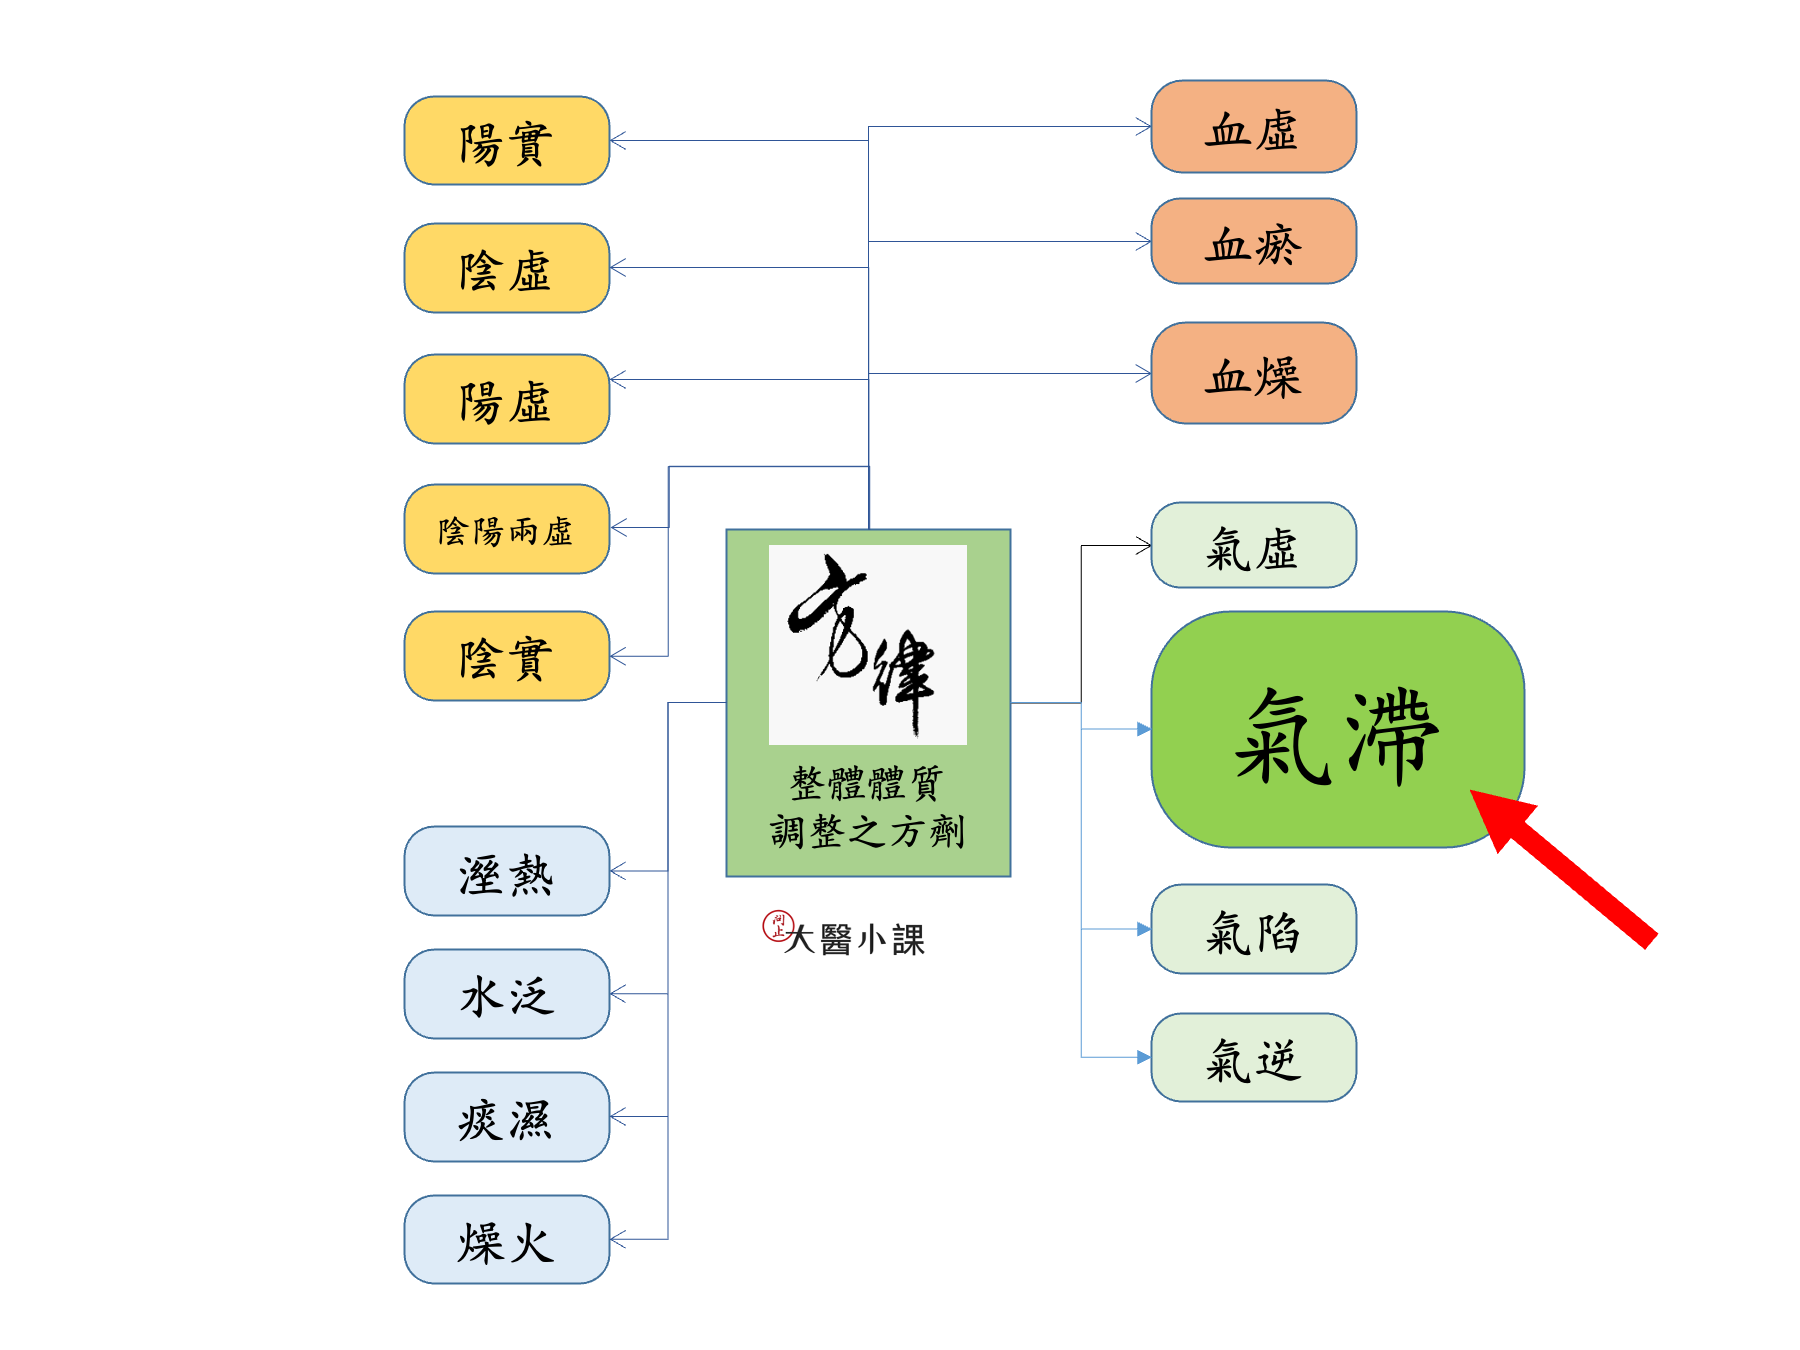 陽實
陰虛
陽虛
陰陽兩虛
陰實
溼熱
水泛
痰濕
燥火
方律
整體體質
調整之方劑
問止
大醫小課
血虛
血瘀
血燥
氣虛
氣滯
氣陷
氣逆